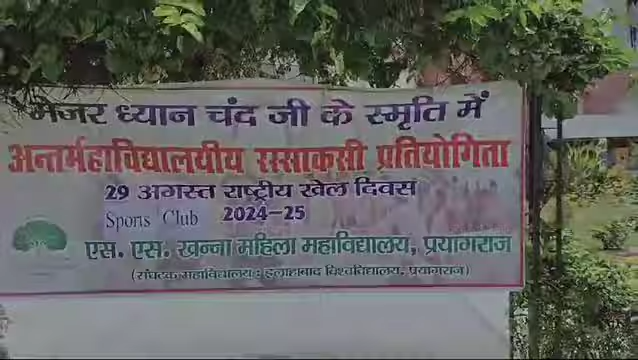 मेजर ध्यान चंद जी के स्मृति में
अन्तर्महाविद्यालयीय रस्साकसी प्रतियोगिता
29 अगस्त राष्ट्रीय खेल दिवस
Sports Club 2024-25
एस. एस. खन्ना महिला महाविद्यालय, प्रयागराज
(संघटक महाविद्यालय : इलाहाबाद विश्वविद्यालय, प्रयागराज)